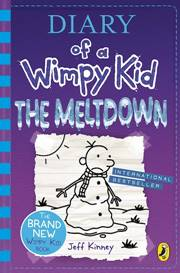 DIARY
of a
Wimpy Kid
THE MELTDOWN
INTERNATIONAL
BESTSELLER
THE
BRAND
NEW
WIMPY KID
BOOK
Jeff Kinney